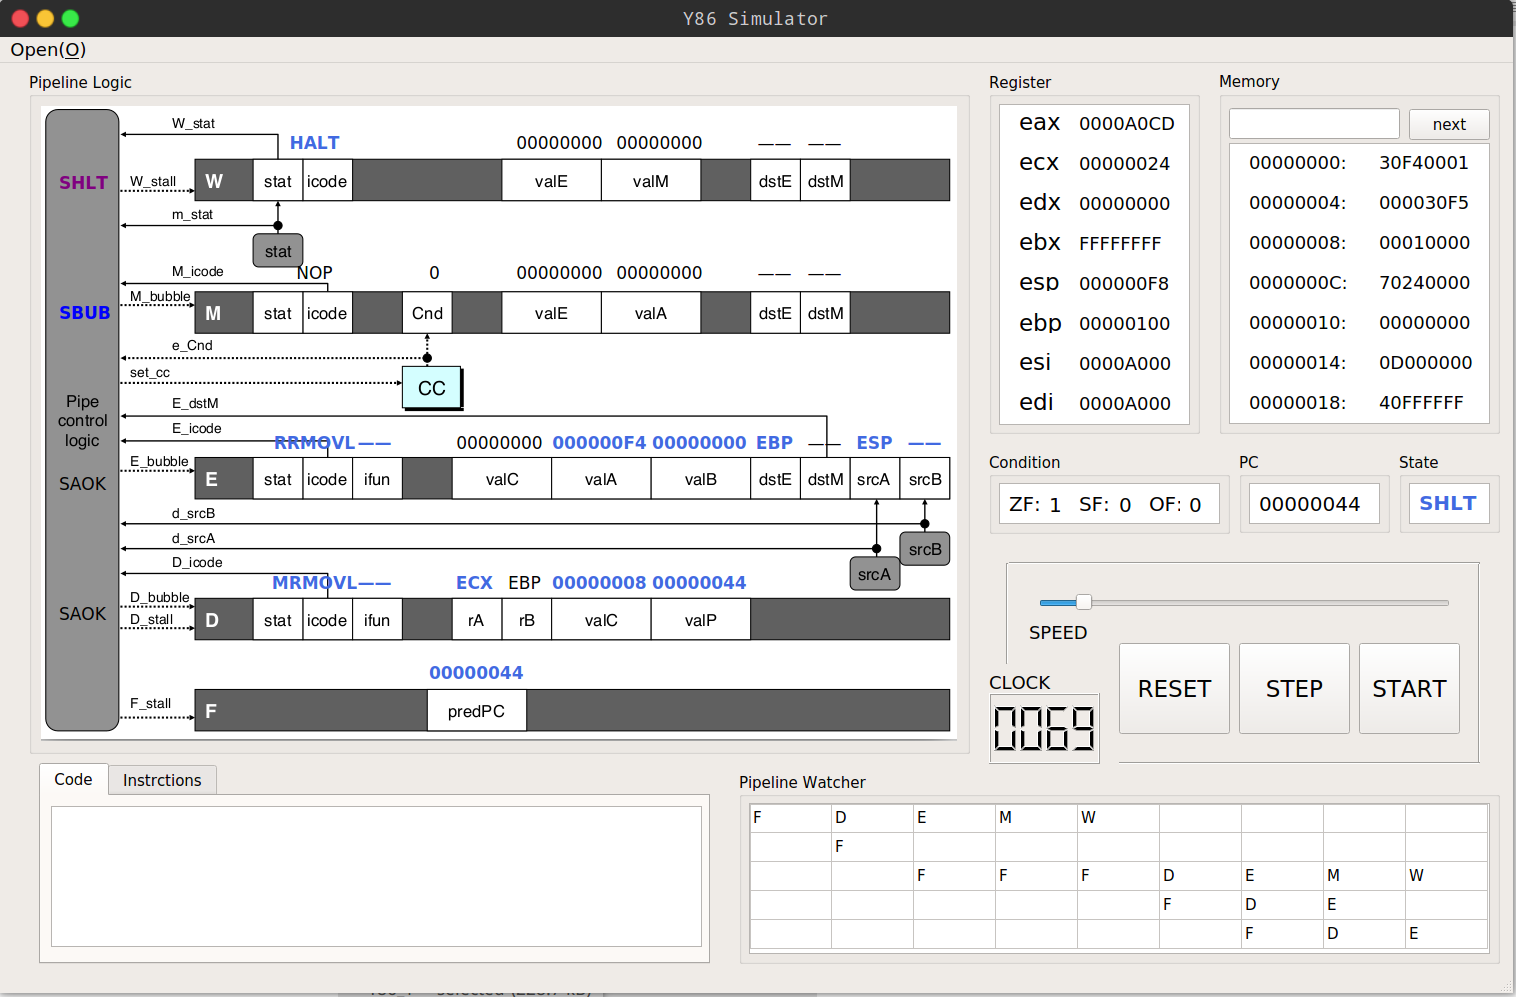 Y86 Simulator
Open(O)
Pipeline Logic
W_stat
HALT 00000000 00000000 —— ——
SHLT W_stall W stat icode valE valM dstE dstM
m_stat
stat
M_icode NOP 0 00000000 00000000 —— ——
M_bubble
SBUB M stat icode Cnd valE valA dstE dstM
e_Cnd
set_cc CC
E_dstM
Pipe
control
logic
E_icode
RRMOVL —— 00000000 000000F4 00000000 EBP —— ESP ——
E_bubble
SAOK E stat icode ifun valC valA valB dstE dstM srcA srcB
d_srcB
d_srcA srcB
D_icode srcA
MRMOVL —— ECX EBP 00000008 00000044
D_bubble
SAOK D_stall D stat icode ifun rA rB valC valP
00000044
F_stall F predPC
Register
eax 0000A0CD
ecx 00000024
edx 00000000
ebx FFFFFFFF
esp 000000F8
ebp 00000100
esi 0000A000
edi 0000A000
Memory
next
00000000: 30F40001
00000004: 000030F5
00000008: 00010000
0000000C: 70240000
00000010: 00000000
00000014: 0D000000
00000018: 40FFFFFF
Condition
ZF: 1 SF: 0 OF: 0
PC
00000044
State
SHLT
SPEED
CLOCK
0069
RESET STEP START
Code Instrctions
Pipeline Watcher
F D E M W
F
F F F D E M W
F D E
F D E